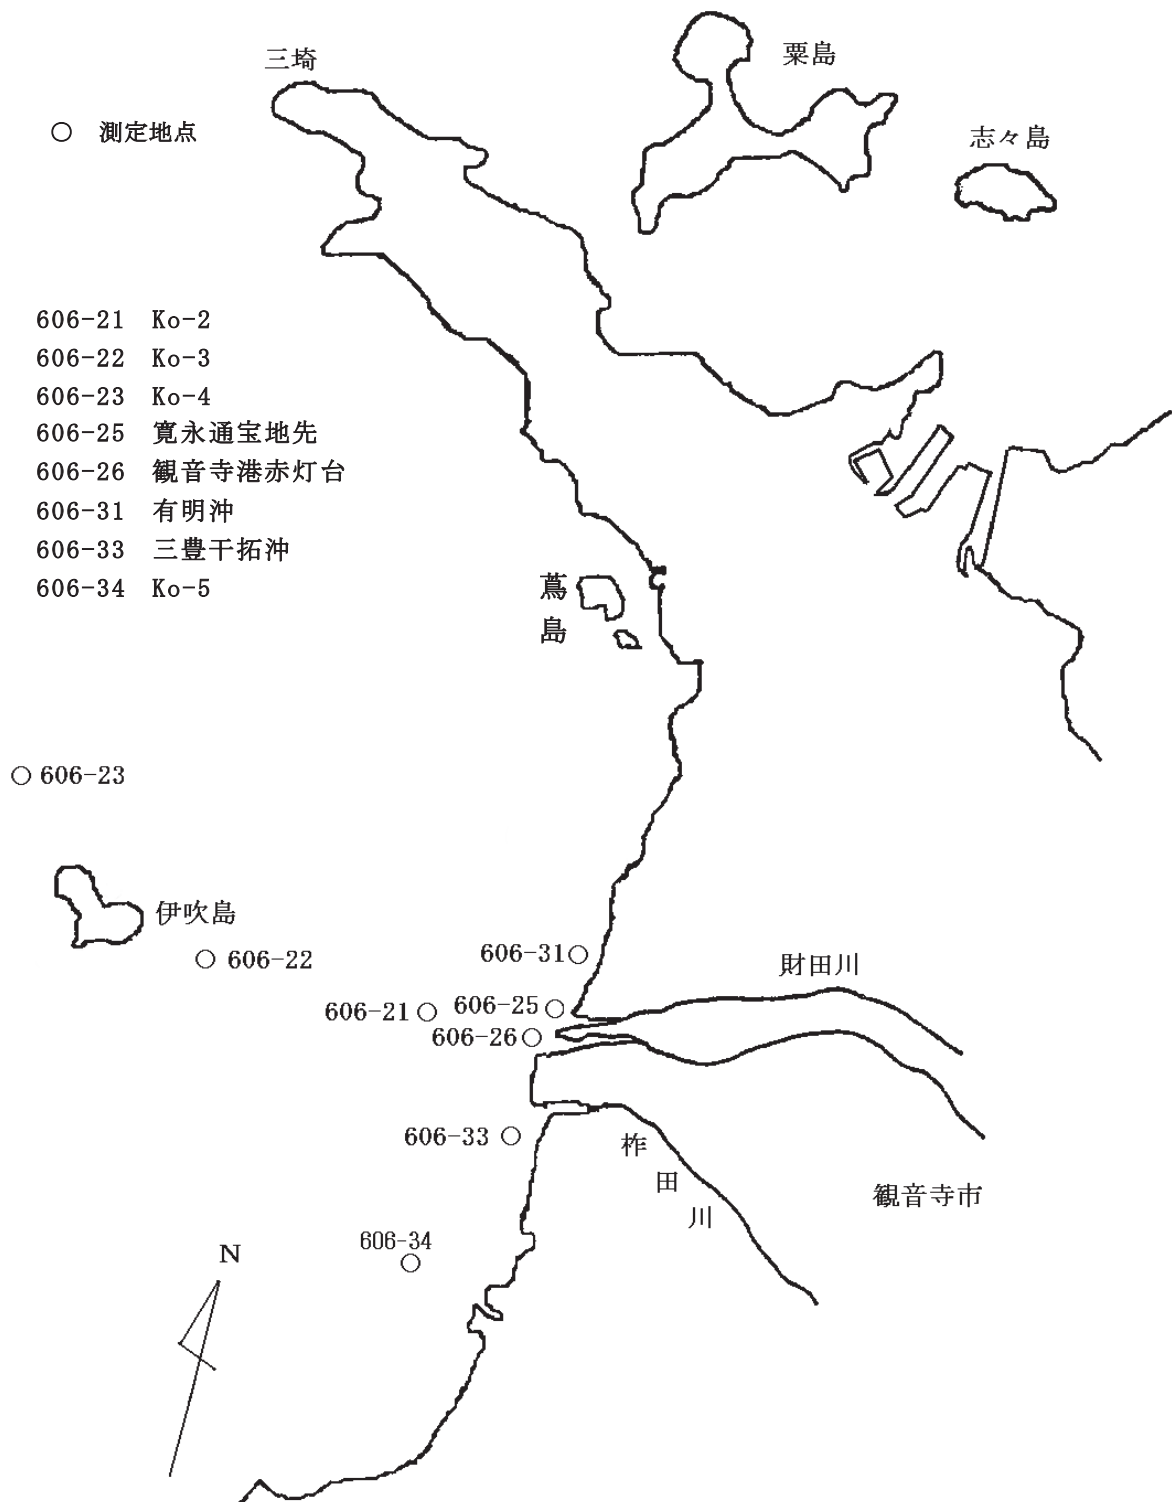 三埼
粟島
○ 測定地点
志々島
606-21 Ko-2
606-22 Ko-3
606-23 Ko-4
606-25 寛永通宝地先
606-26 観音寺港赤灯台
606-31 有明沖
606-33 三豊干拓沖
606-34 Ko-5
蔦島
606-23
伊吹島
606-22
606-31
財田川
606-21
606-25
606-26
606-33
柞田川
観音寺市
606-34
N